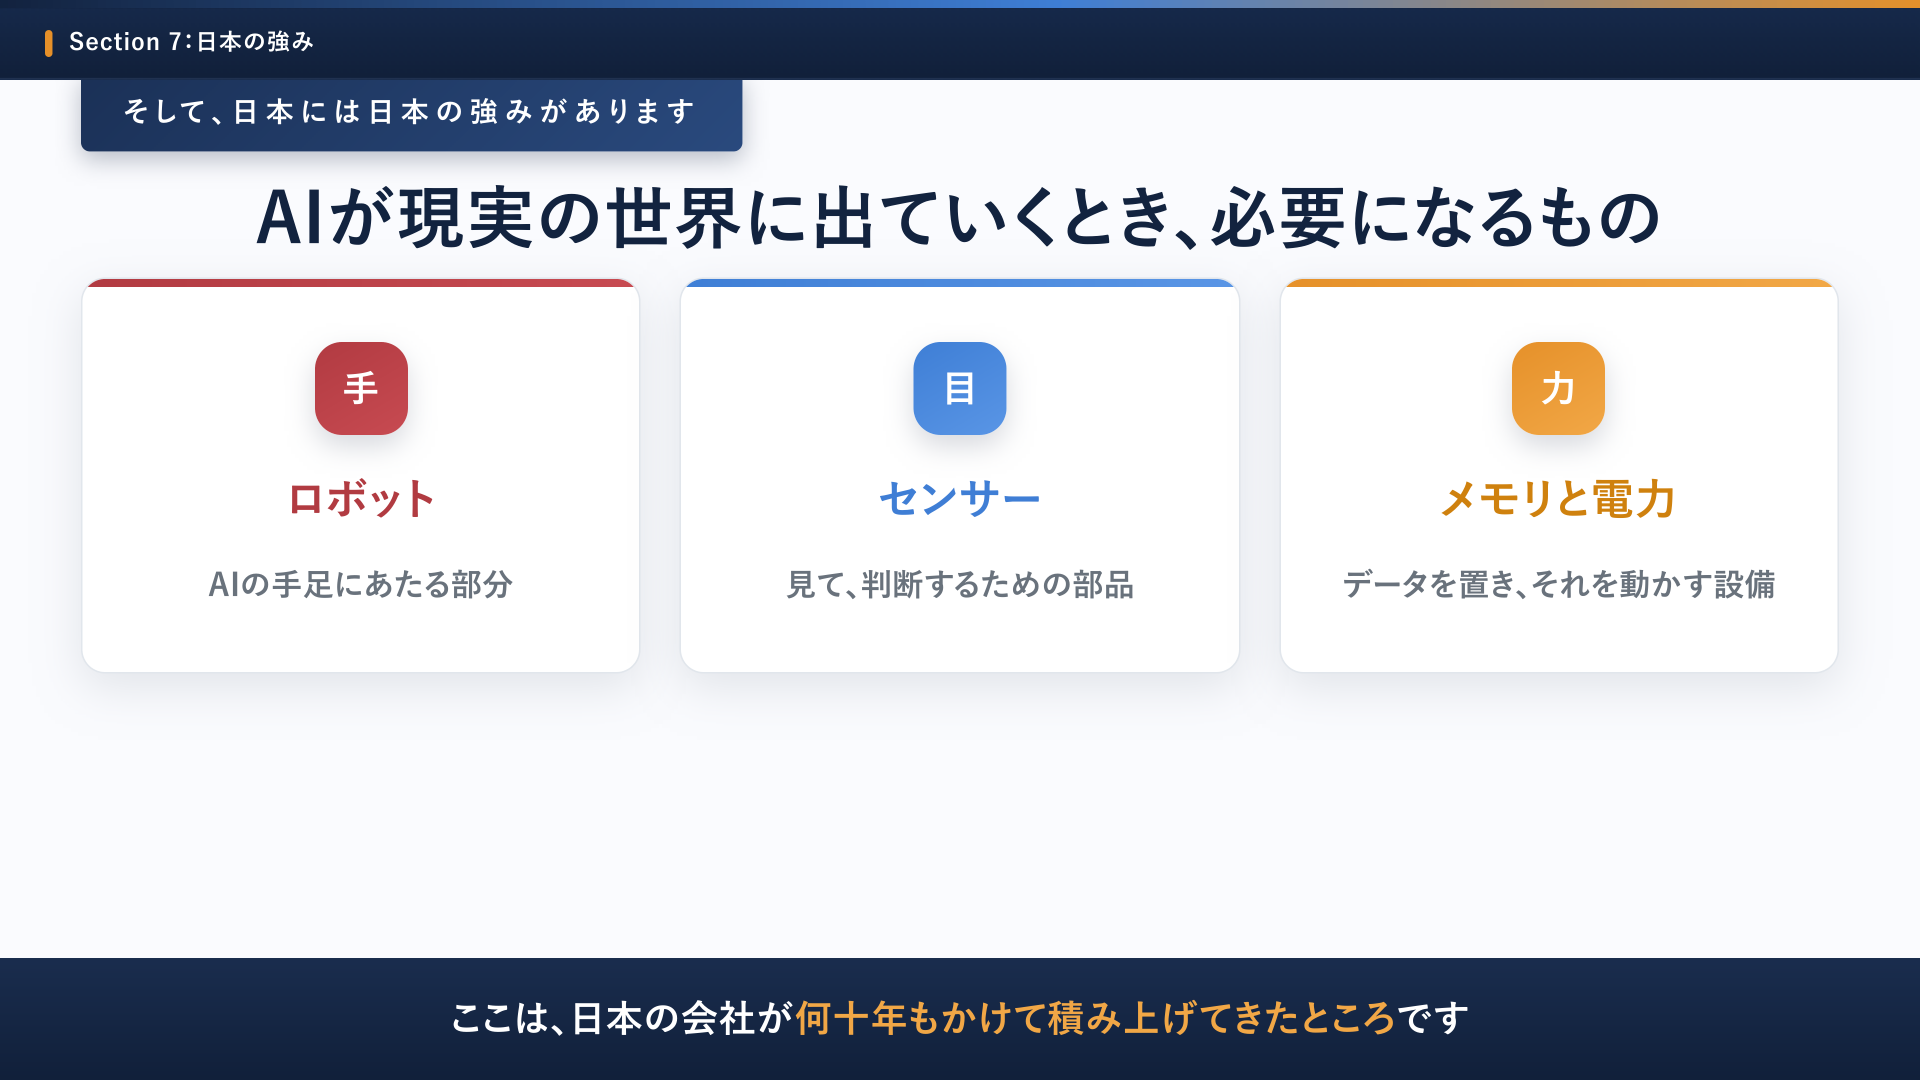 Section 7：日本の強み
そして、日本には日本の強みがあります
AIが現実の世界に出ていくとき、必要になるもの
手
ロボット
AIの手足にあたる部分
目
センサー
見て、判断するための部品
力
メモリと電力
データを置き、それを動かす設備
ここは、日本の会社が何十年もかけて積み上げてきたところです